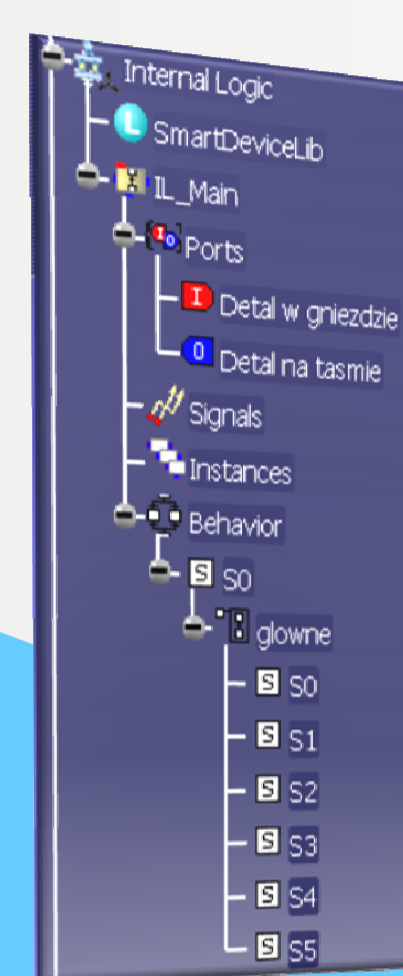 Internal Logic
L SmartDeviceLib
IL_Main
I O Ports
I Detal w gniezdzie
O Detal na tasmie
Signals
Instances
Behavior
S S0
glowne
S S0
S S1
S S2
S S3
S S4
S S5